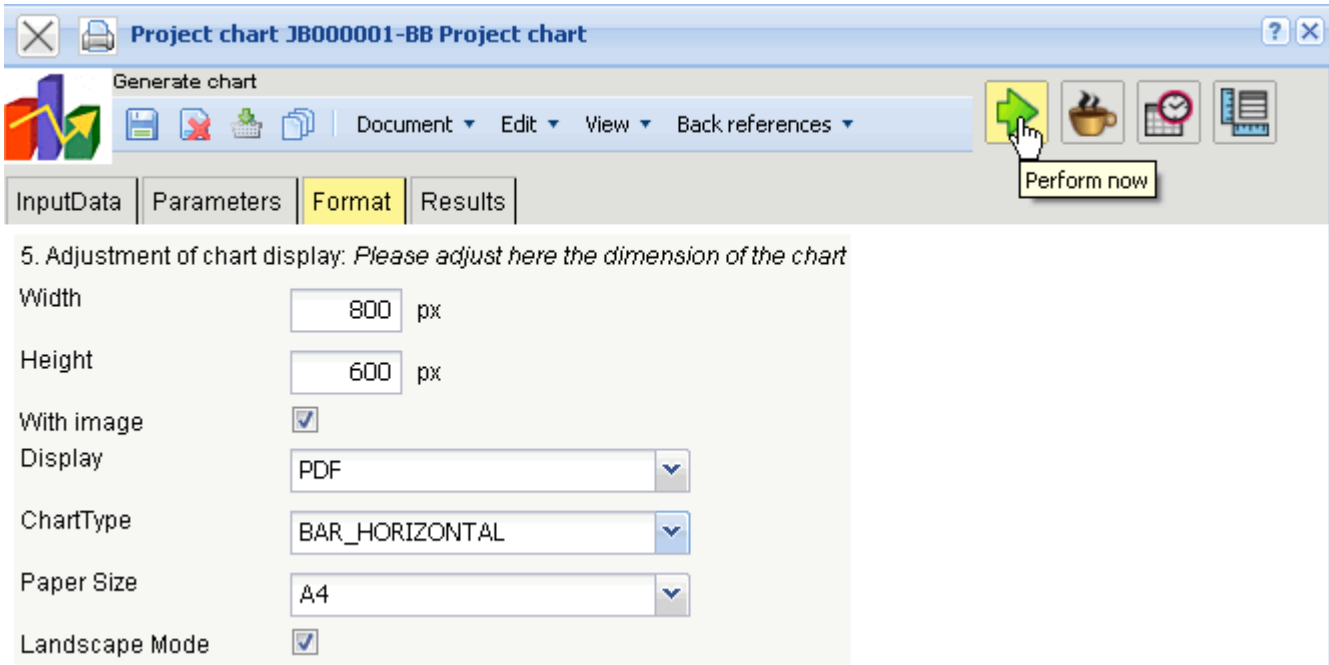 Project chart JB000001-BB Project chart
?
Generate chart
Document Edit View Back references
Perform now
InputData Parameters Format Results
5. Adjustment of chart display: Please adjust here the dimension of the chart
Width 800 px
Height 600 px
With image
Display PDF
ChartType BAR_HORIZONTAL
Paper Size A4
Landscape Mode